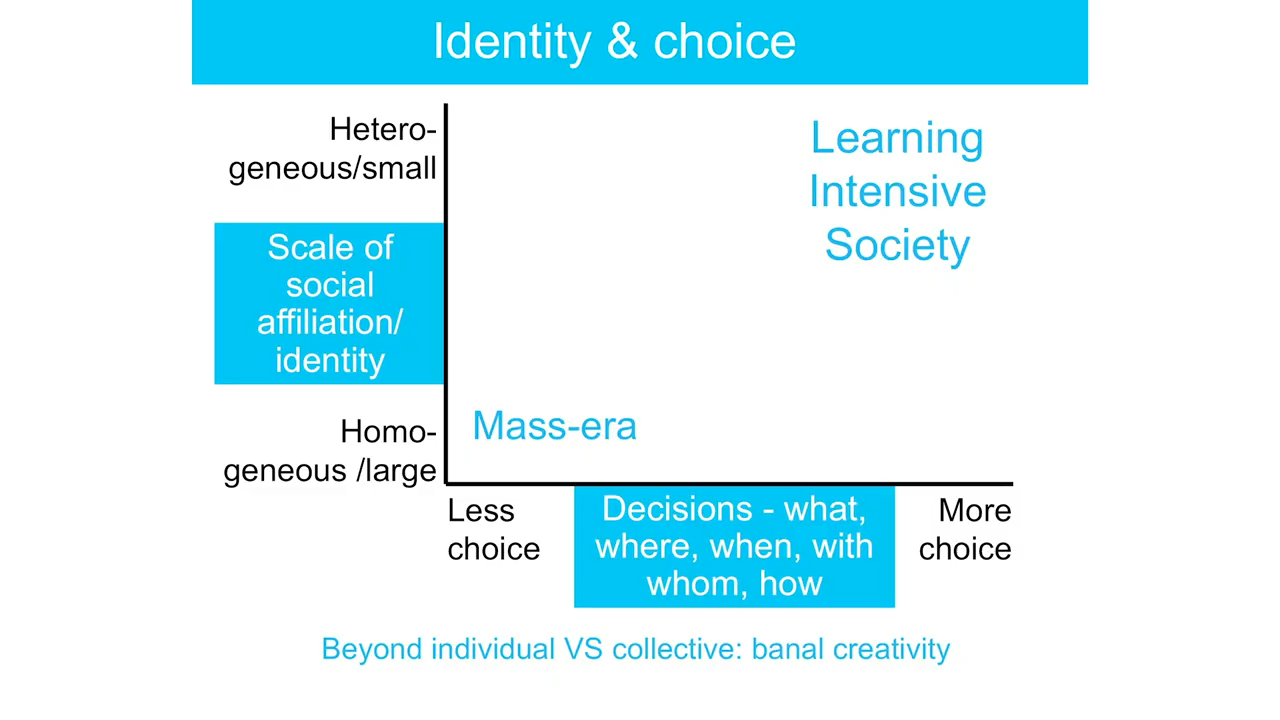 Identity & choice
Hetero-
geneous/small
Learning
Intensive
Society
Scale of
social
affiliation/
identity
Homo-
geneous /large
Mass-era
Less
choice
Decisions - what,
where, when, with
whom, how
More
choice
Beyond individual VS collective: banal creativity